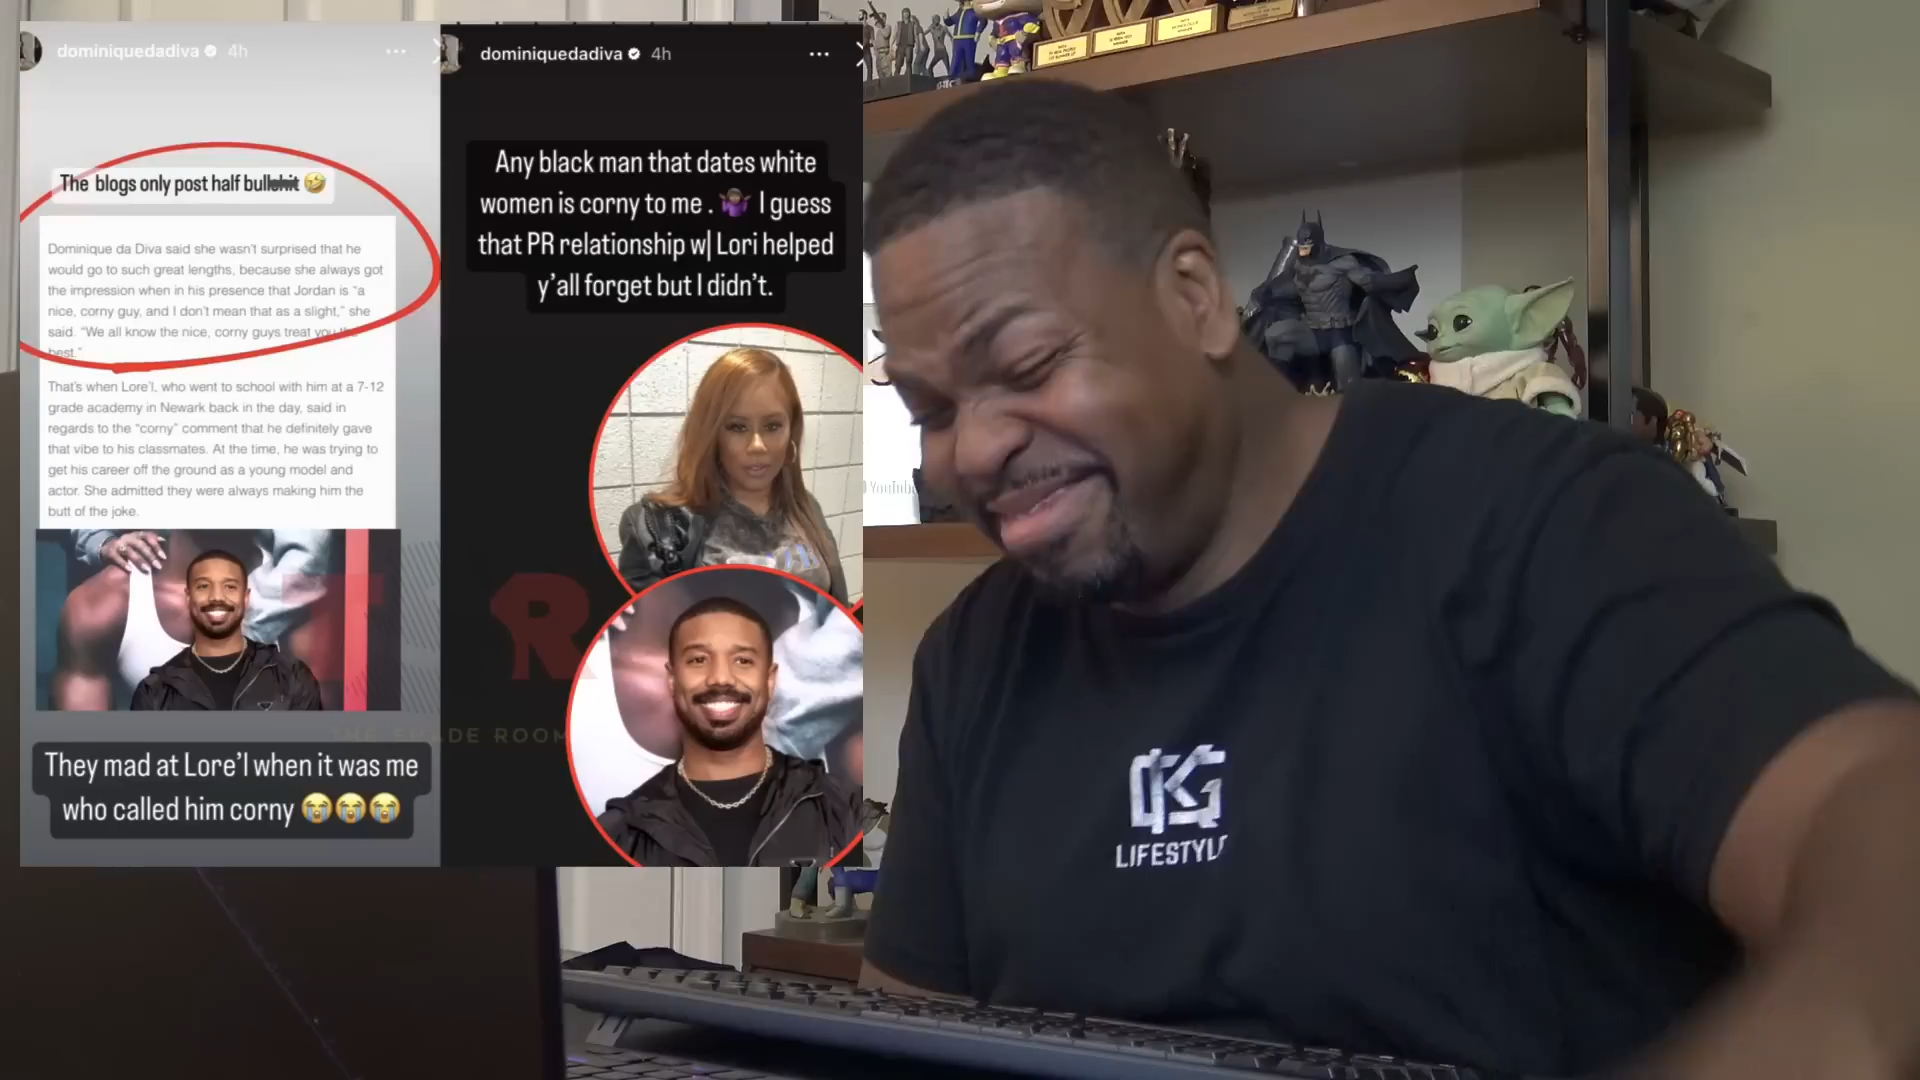 dominiquedadiva 4h
The blogs only post half bullshit 🤣
Dominique da Diva said she wasn't surprised that he
would go to such great lengths, because she always got
the impression when in his presence that Jordan is "a
nice, corny guy, and I don't mean that as a slight," she
said. "We all know the nice, corny guys treat you the
best."
That's when Lore'l, who went to school with him at a 7-12
grade academy in Newark back in the day, said in
regards to the "corny" comment that he definitely gave
that vibe to his classmates. At the time, he was trying to
get his career off the ground as a young model and
actor. She admitted they were always making him the
butt of the joke.
They mad at Lore'l when it was me
who called him corny 😭😭😭
dominiquedadiva 4h
Any black man that dates white
women is corny to me . 🤷🏾‍♀️ I guess
that PR relationship w| Lori helped
y'all forget but I didn't.
T R
THE SHADE ROOM
YouTube
KG
LIFESTYLE